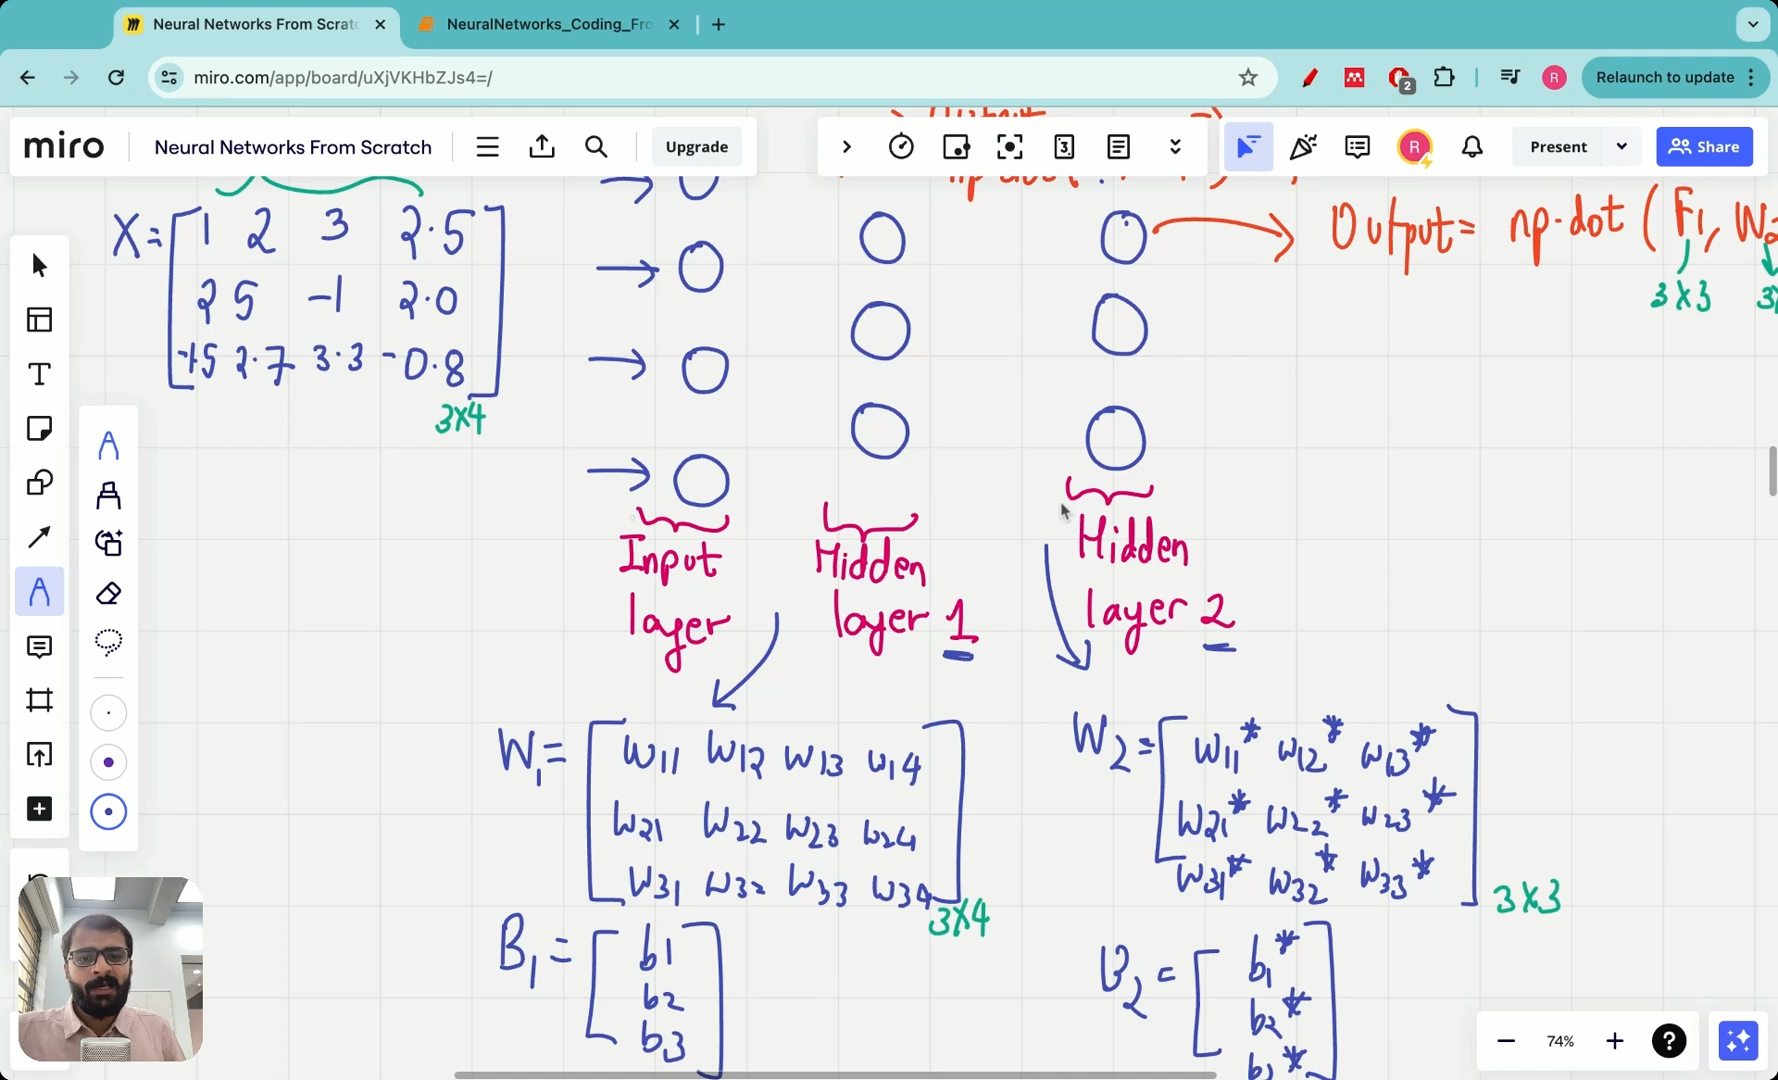 Neural Networks From Scrat
NeuralNetworks_Coding_Fro
miro.com/app/board/uXjVKHbZJs4=/
2
R
Relaunch to update
miro
Neural Networks From Scratch
Upgrade
3
R
Present
Share
X= 1 2 3 2.5
2 5 -1 2.0
-1.5 2.7 3.3 -0.8
3x4
Output= np.dot ( F1, W2
3x3
Input
layer
Hidden
layer 1
Hidden
layer 2
W1= w11 w12 w13 w14
w21 w22 w23 w24
w31 w32 w33 w34
3x4
W2= w11* w12* w13*
w21* w22* w23*
w31* w32* w33*
3x3
B1= b1
b2
b3
B2= b1*
b2*
74%